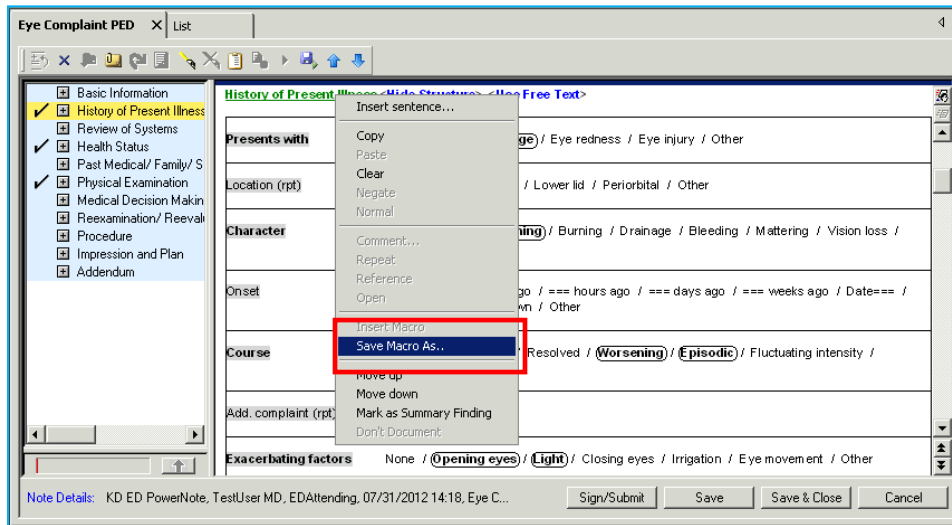 Eye Complaint PED X List
Basic Information
History of Present Illness
Review of Systems
Health Status
Past Medical/ Family/ S
Physical Examination
Medical Decision Makin
Reexamination/ Reevalu
Procedure
Impression and Plan
Addendum
History of Present Illness <Hide Structure> <Use Free Text>
Presents with ge) / Eye redness / Eye injury / Other
Location (rpt) / Lower lid / Periorbital / Other
Character ning) / Burning / Drainage / Bleeding / Mattering / Vision loss /
Onset go / === hours ago / === days ago / === weeks ago / Date=== /
wn / Other
Course / Resolved / (Worsening) / (Episodic) / Fluctuating intensity /
Add. complaint (rpt)
Exacerbating factors None / (Opening eyes) / (Light) / Closing eyes / Irrigation / Eye movement / Other
Insert sentence...
Copy
Paste
Clear
Negate
Normal
Comment...
Repeat
Reference
Open
Insert Macro
Save Macro As..
Move up
Move down
Mark as Summary Finding
Don't Document
Note Details: KD ED PowerNote, TestUser MD, EDAttending, 07/31/2012 14:18, Eye C... Sign/Submit Save Save & Close Cancel